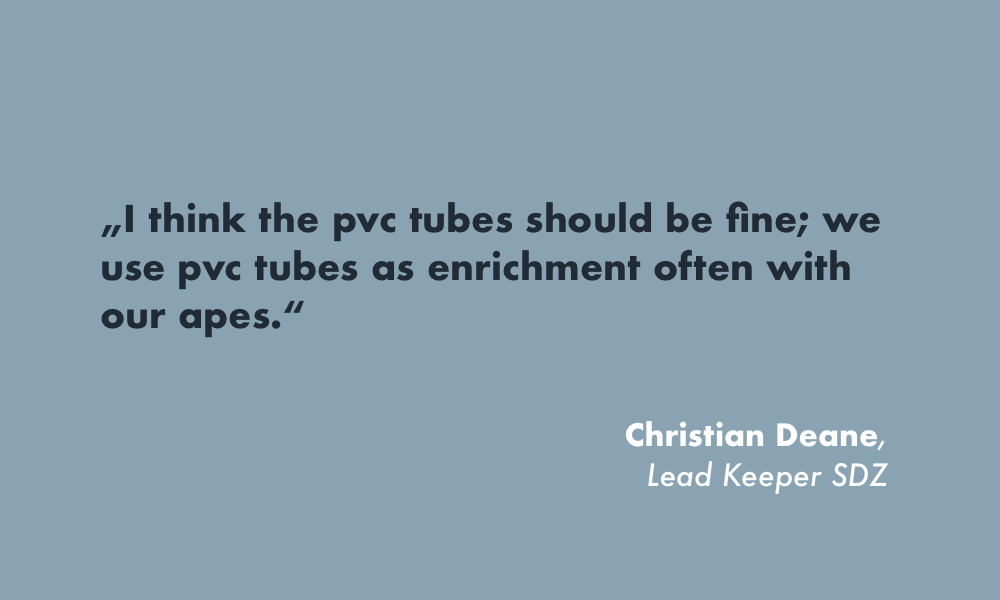 „I think the pvc tubes should be fine; we
use pvc tubes as enrichment often with
our apes.“
Christian Deane,
Lead Keeper SDZ